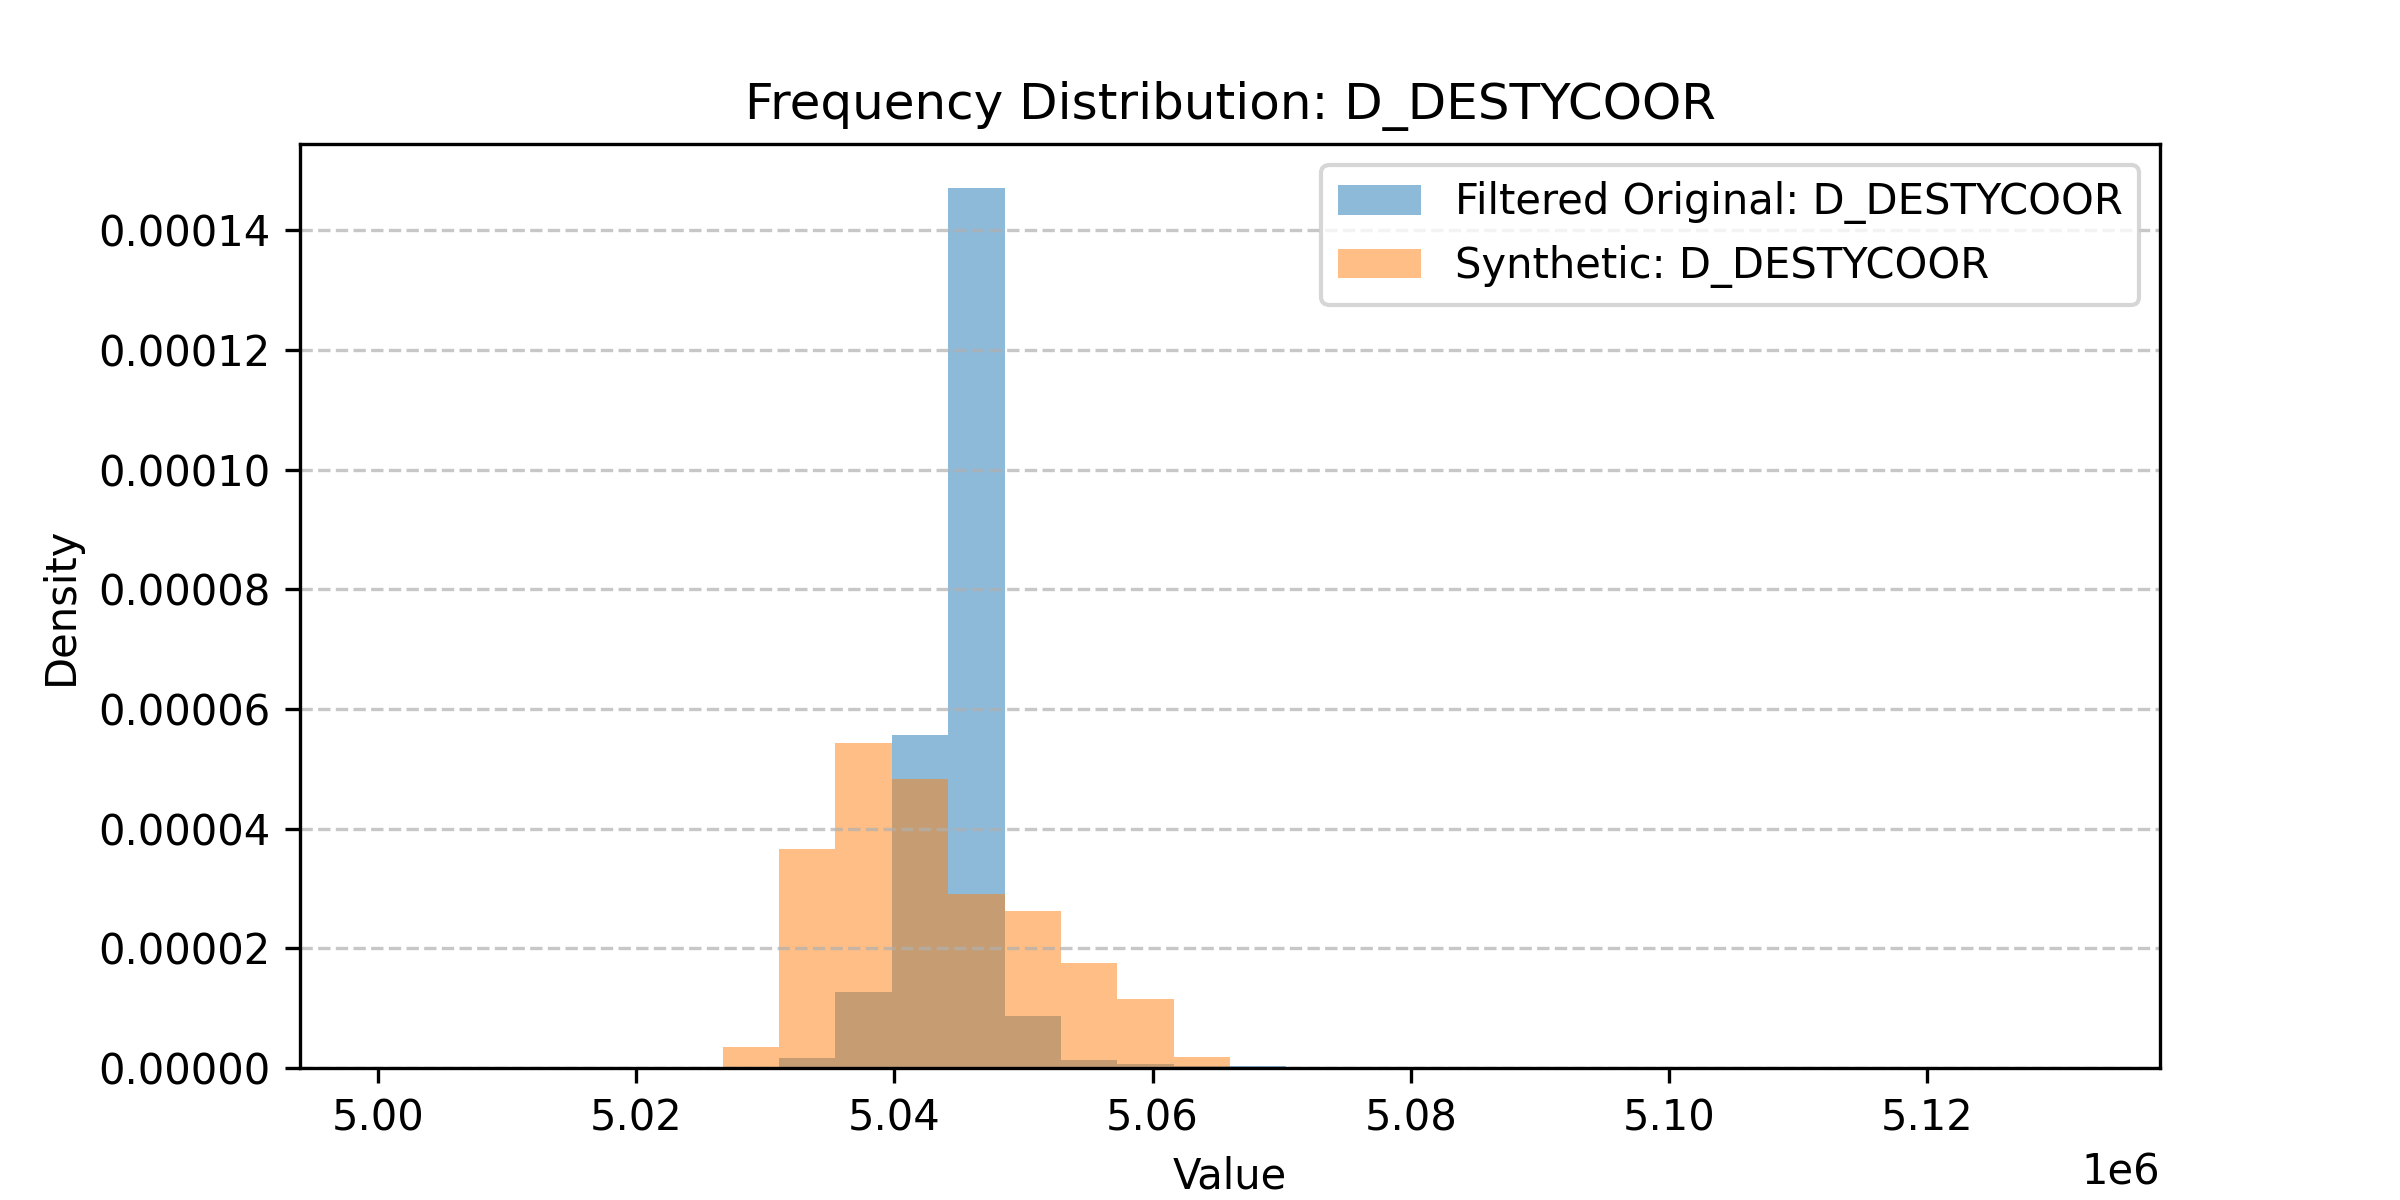 Frequency Distribution: D_DESTYCOOR
Filtered Original: D_DESTYCOOR
Synthetic: D_DESTYCOOR
Density
0.00014
0.00012
0.00010
0.00008
0.00006
0.00004
0.00002
0.00000
5.00 5.02 5.04 5.06 5.08 5.10 5.12
1e6
Value